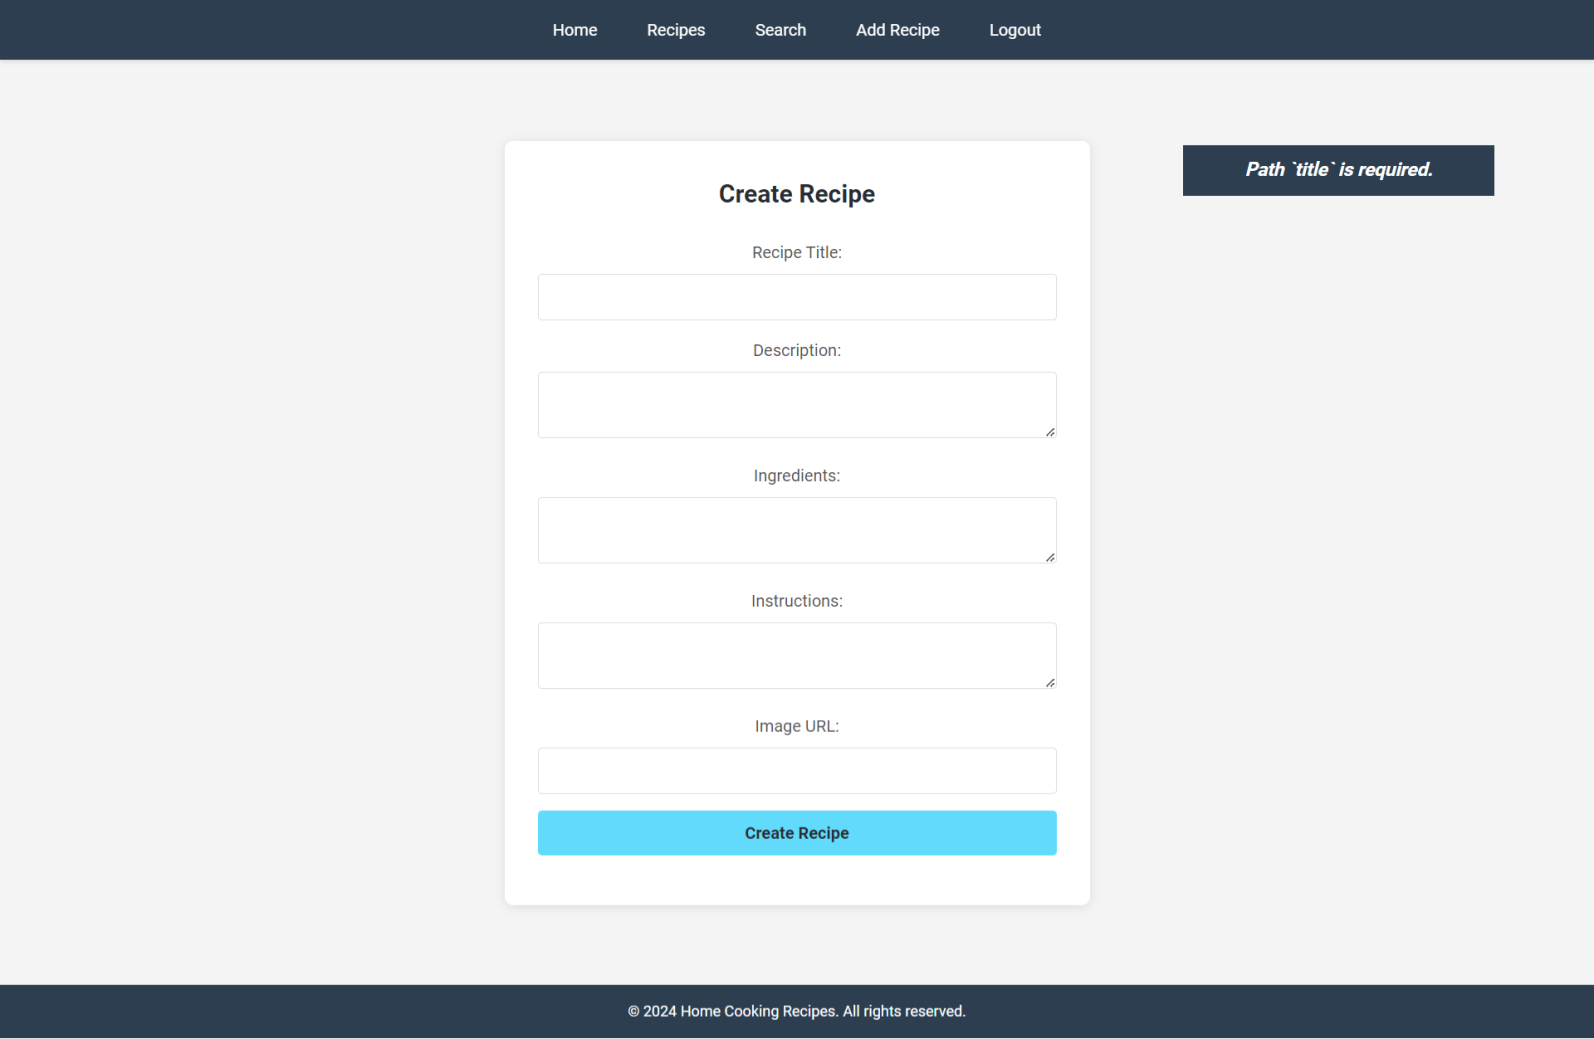 Home Recipes Search Add Recipe Logout
Path `title` is required.
Create Recipe
Recipe Title:
Description:
Ingredients:
Instructions:
Image URL:
Create Recipe
© 2024 Home Cooking Recipes. All rights reserved.